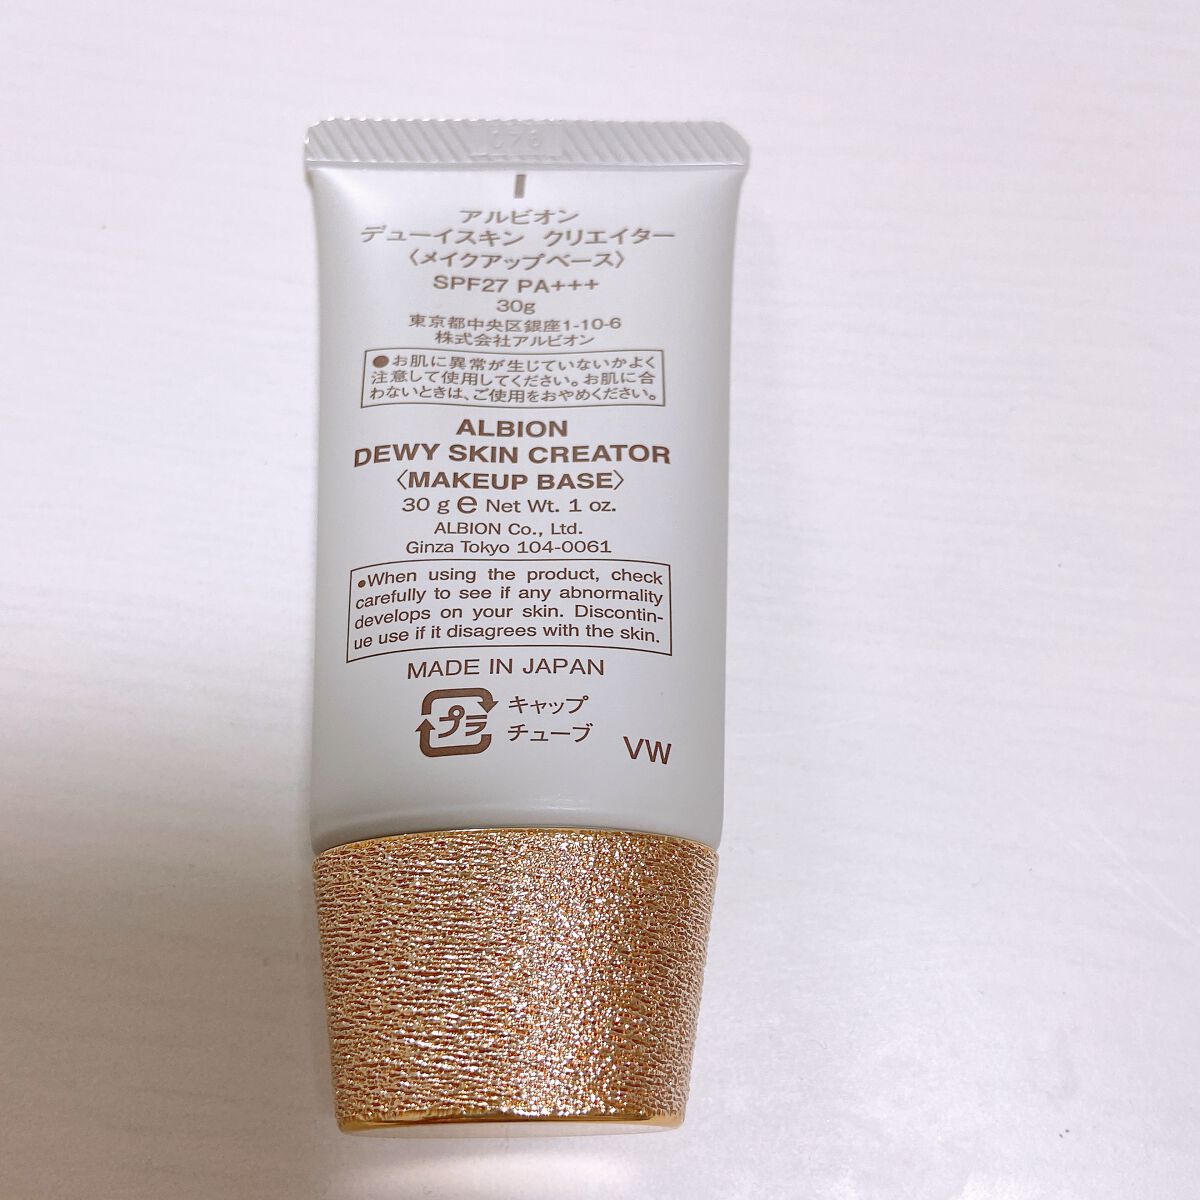 アルビオン
デューイスキン クリエイター
〈メイクアップベース〉
SPF27 PA+++
30g
東京都中央区銀座1-10-6
株式会社アルビオン
●お肌に異常が生じていないかよく
注意して使用してください。お肌に合
わないときは、ご使用をおやめください。
ALBION
DEWY SKIN CREATOR
〈MAKEUP BASE〉
30 g ℮ Net Wt. 1 oz.
ALBION Co., Ltd.
Ginza Tokyo 104-0061
●When using the product, check
carefully to see if any abnormality
develops on your skin. Discontin-
ue use if it disagrees with the skin.
MADE IN JAPAN
プラ キャップ
チューブ
VW